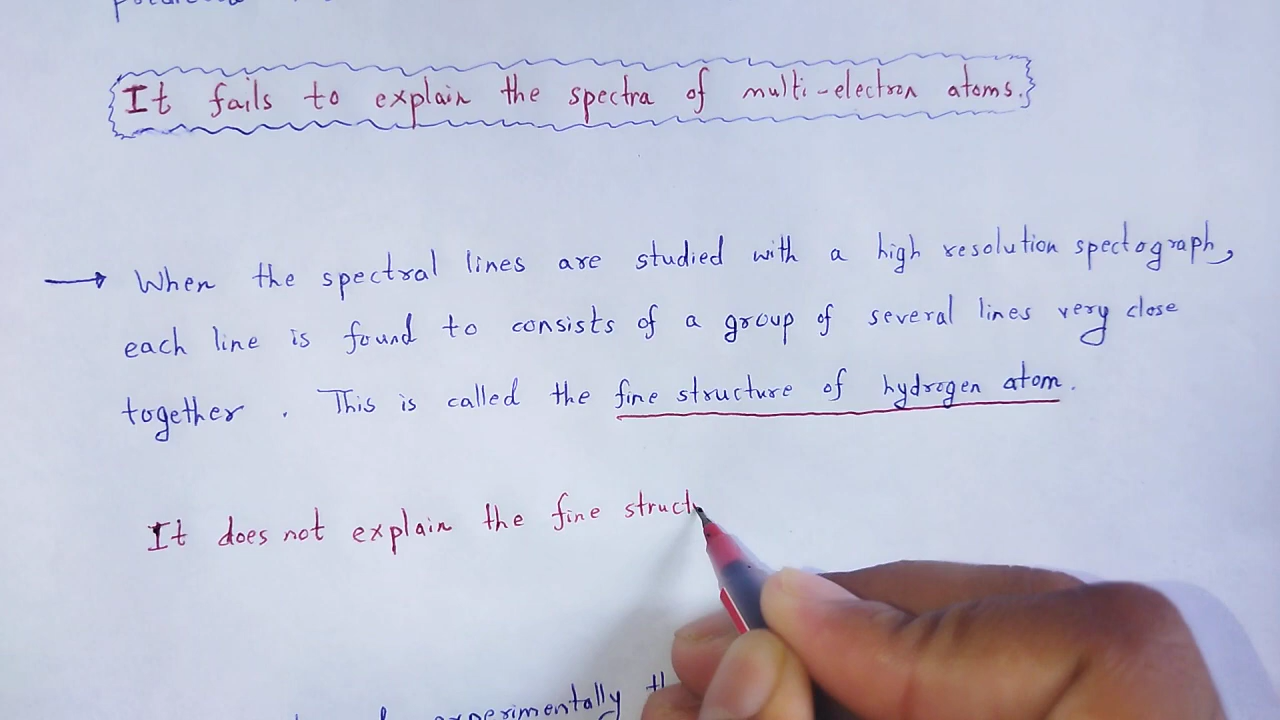 It fails to explain the spectra of multi-electron atoms.
→ When the spectral lines are studied with a high resolution spectograph,
each line is found to consists of a group of several lines very close
together. This is called the fine structure of hydrogen atom.
It does not explain the fine struct
experimentally